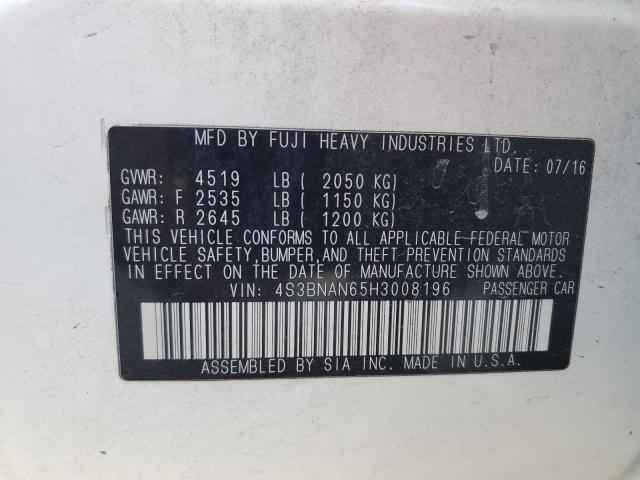 MFD BY FUJI HEAVY INDUSTRIES LTD.
DATE: 07/16
GVWR: 4519 LB ( 2050 KG)
GAWR: F 2535 LB ( 1150 KG)
GAWR: R 2645 LB ( 1200 KG)
THIS VEHICLE CONFORMS TO ALL APPLICABLE FEDERAL MOTOR
VEHICLE SAFETY,BUMPER,AND THEFT PREVENTION STANDARDS
IN EFFECT ON THE DATE OF MANUFACTURE SHOWN ABOVE.
VIN: 4S3BNAN65H3008196 PASSENGER CAR
ASSEMBLED BY SIA INC. MADE IN U.S.A.